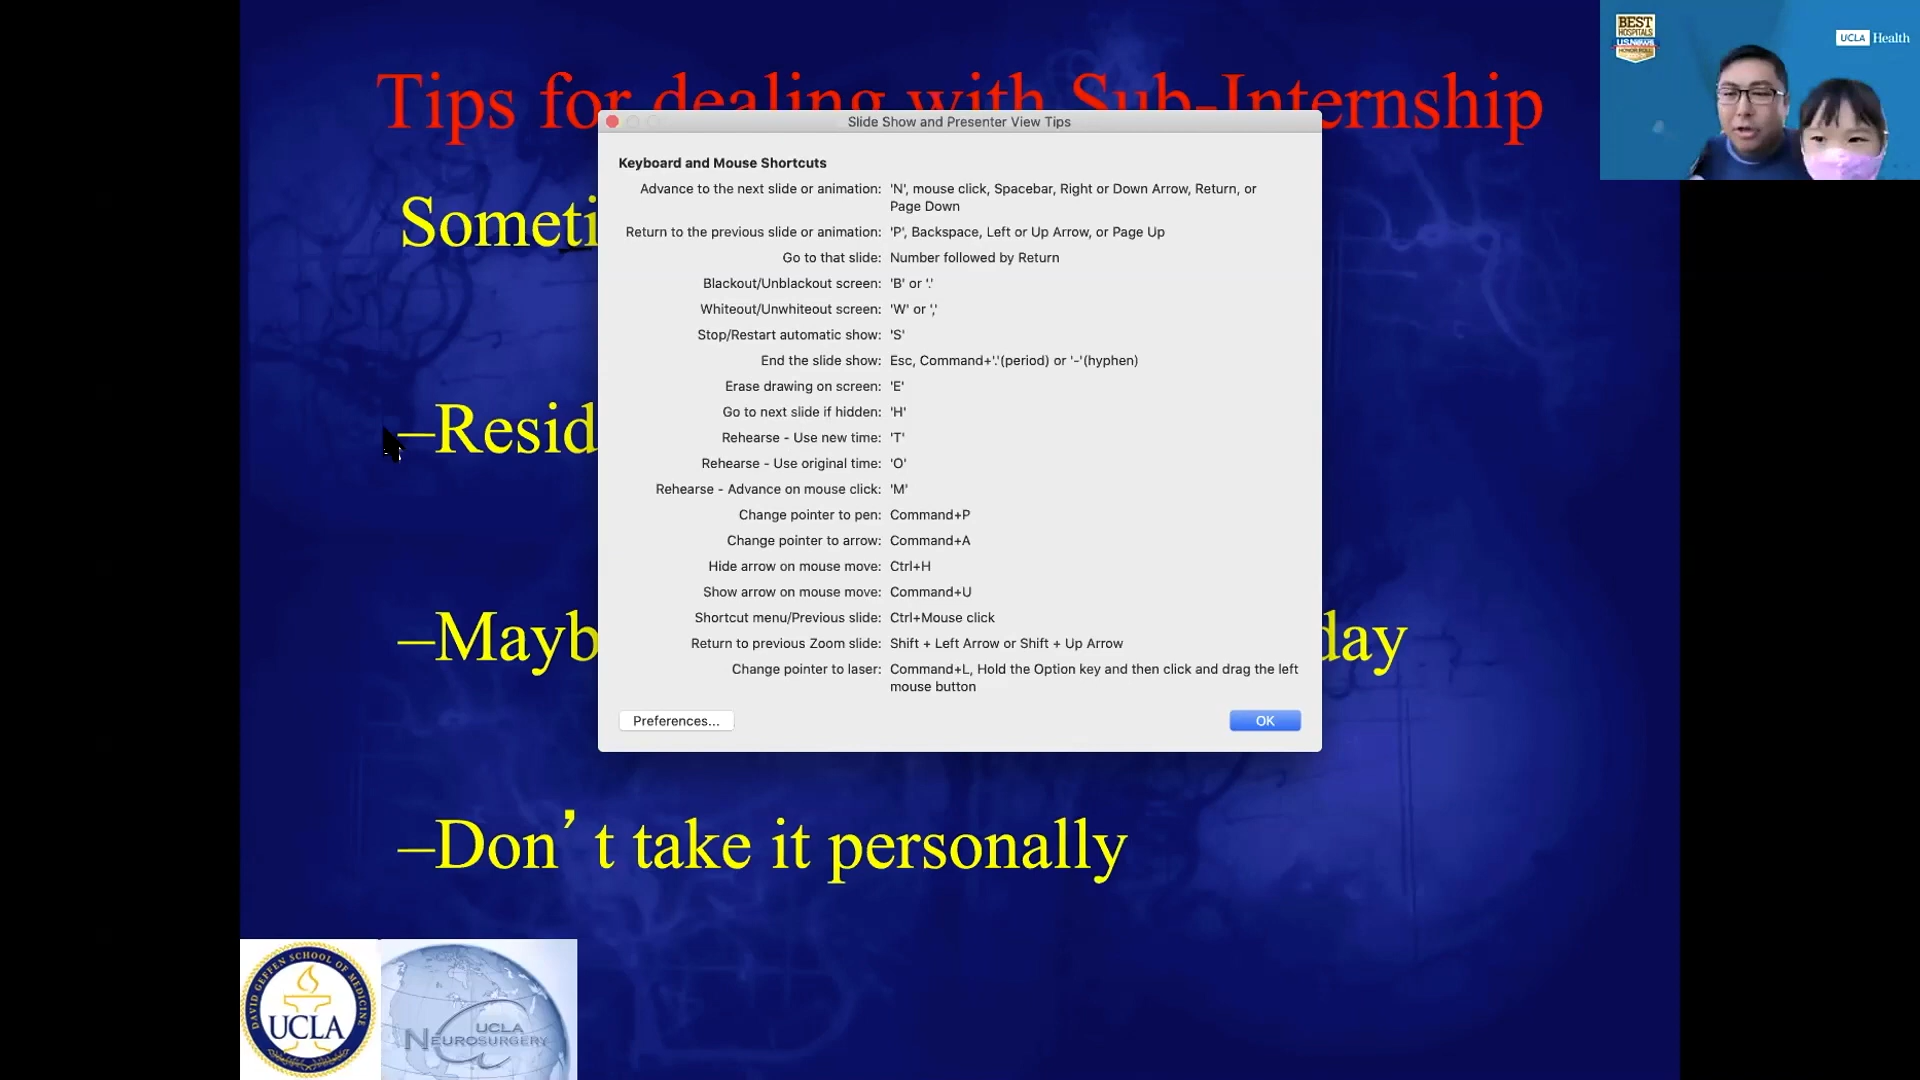 Tips for dealing with Sub-Internship
BEST
HOSPITALS
U.S. NEWS
HONOR ROLL
UCLA Health
Slide Show and Presenter View Tips
Keyboard and Mouse Shortcuts
Advance to the next slide or animation: 'N', mouse click, Spacebar, Right or Down Arrow, Return, or
Page Down
Return to the previous slide or animation: 'P', Backspace, Left or Up Arrow, or Page Up
Go to that slide: Number followed by Return
Blackout/Unblackout screen: 'B' or '.'
Whiteout/Unwhiteout screen: 'W' or ','
Stop/Restart automatic show: 'S'
End the slide show: Esc, Command+'.'(period) or '-'(hyphen)
Erase drawing on screen: 'E'
Go to next slide if hidden: 'H'
Rehearse - Use new time: 'T'
Rehearse - Use original time: 'O'
Rehearse - Advance on mouse click: 'M'
Change pointer to pen: Command+P
Change pointer to arrow: Command+A
Hide arrow on mouse move: Ctrl+H
Show arrow on mouse move: Command+U
Shortcut menu/Previous slide: Ctrl+Mouse click
Return to previous Zoom slide: Shift + Left Arrow or Shift + Up Arrow
Change pointer to laser: Command+L, Hold the Option key and then click and drag the left
mouse button
Preferences... OK
Someti
–Resid
–Mayb day
–Don’t take it personally
DAVID GEFFEN SCHOOL OF MEDICINE
UCLA
UCLA
NEUROSURGERY